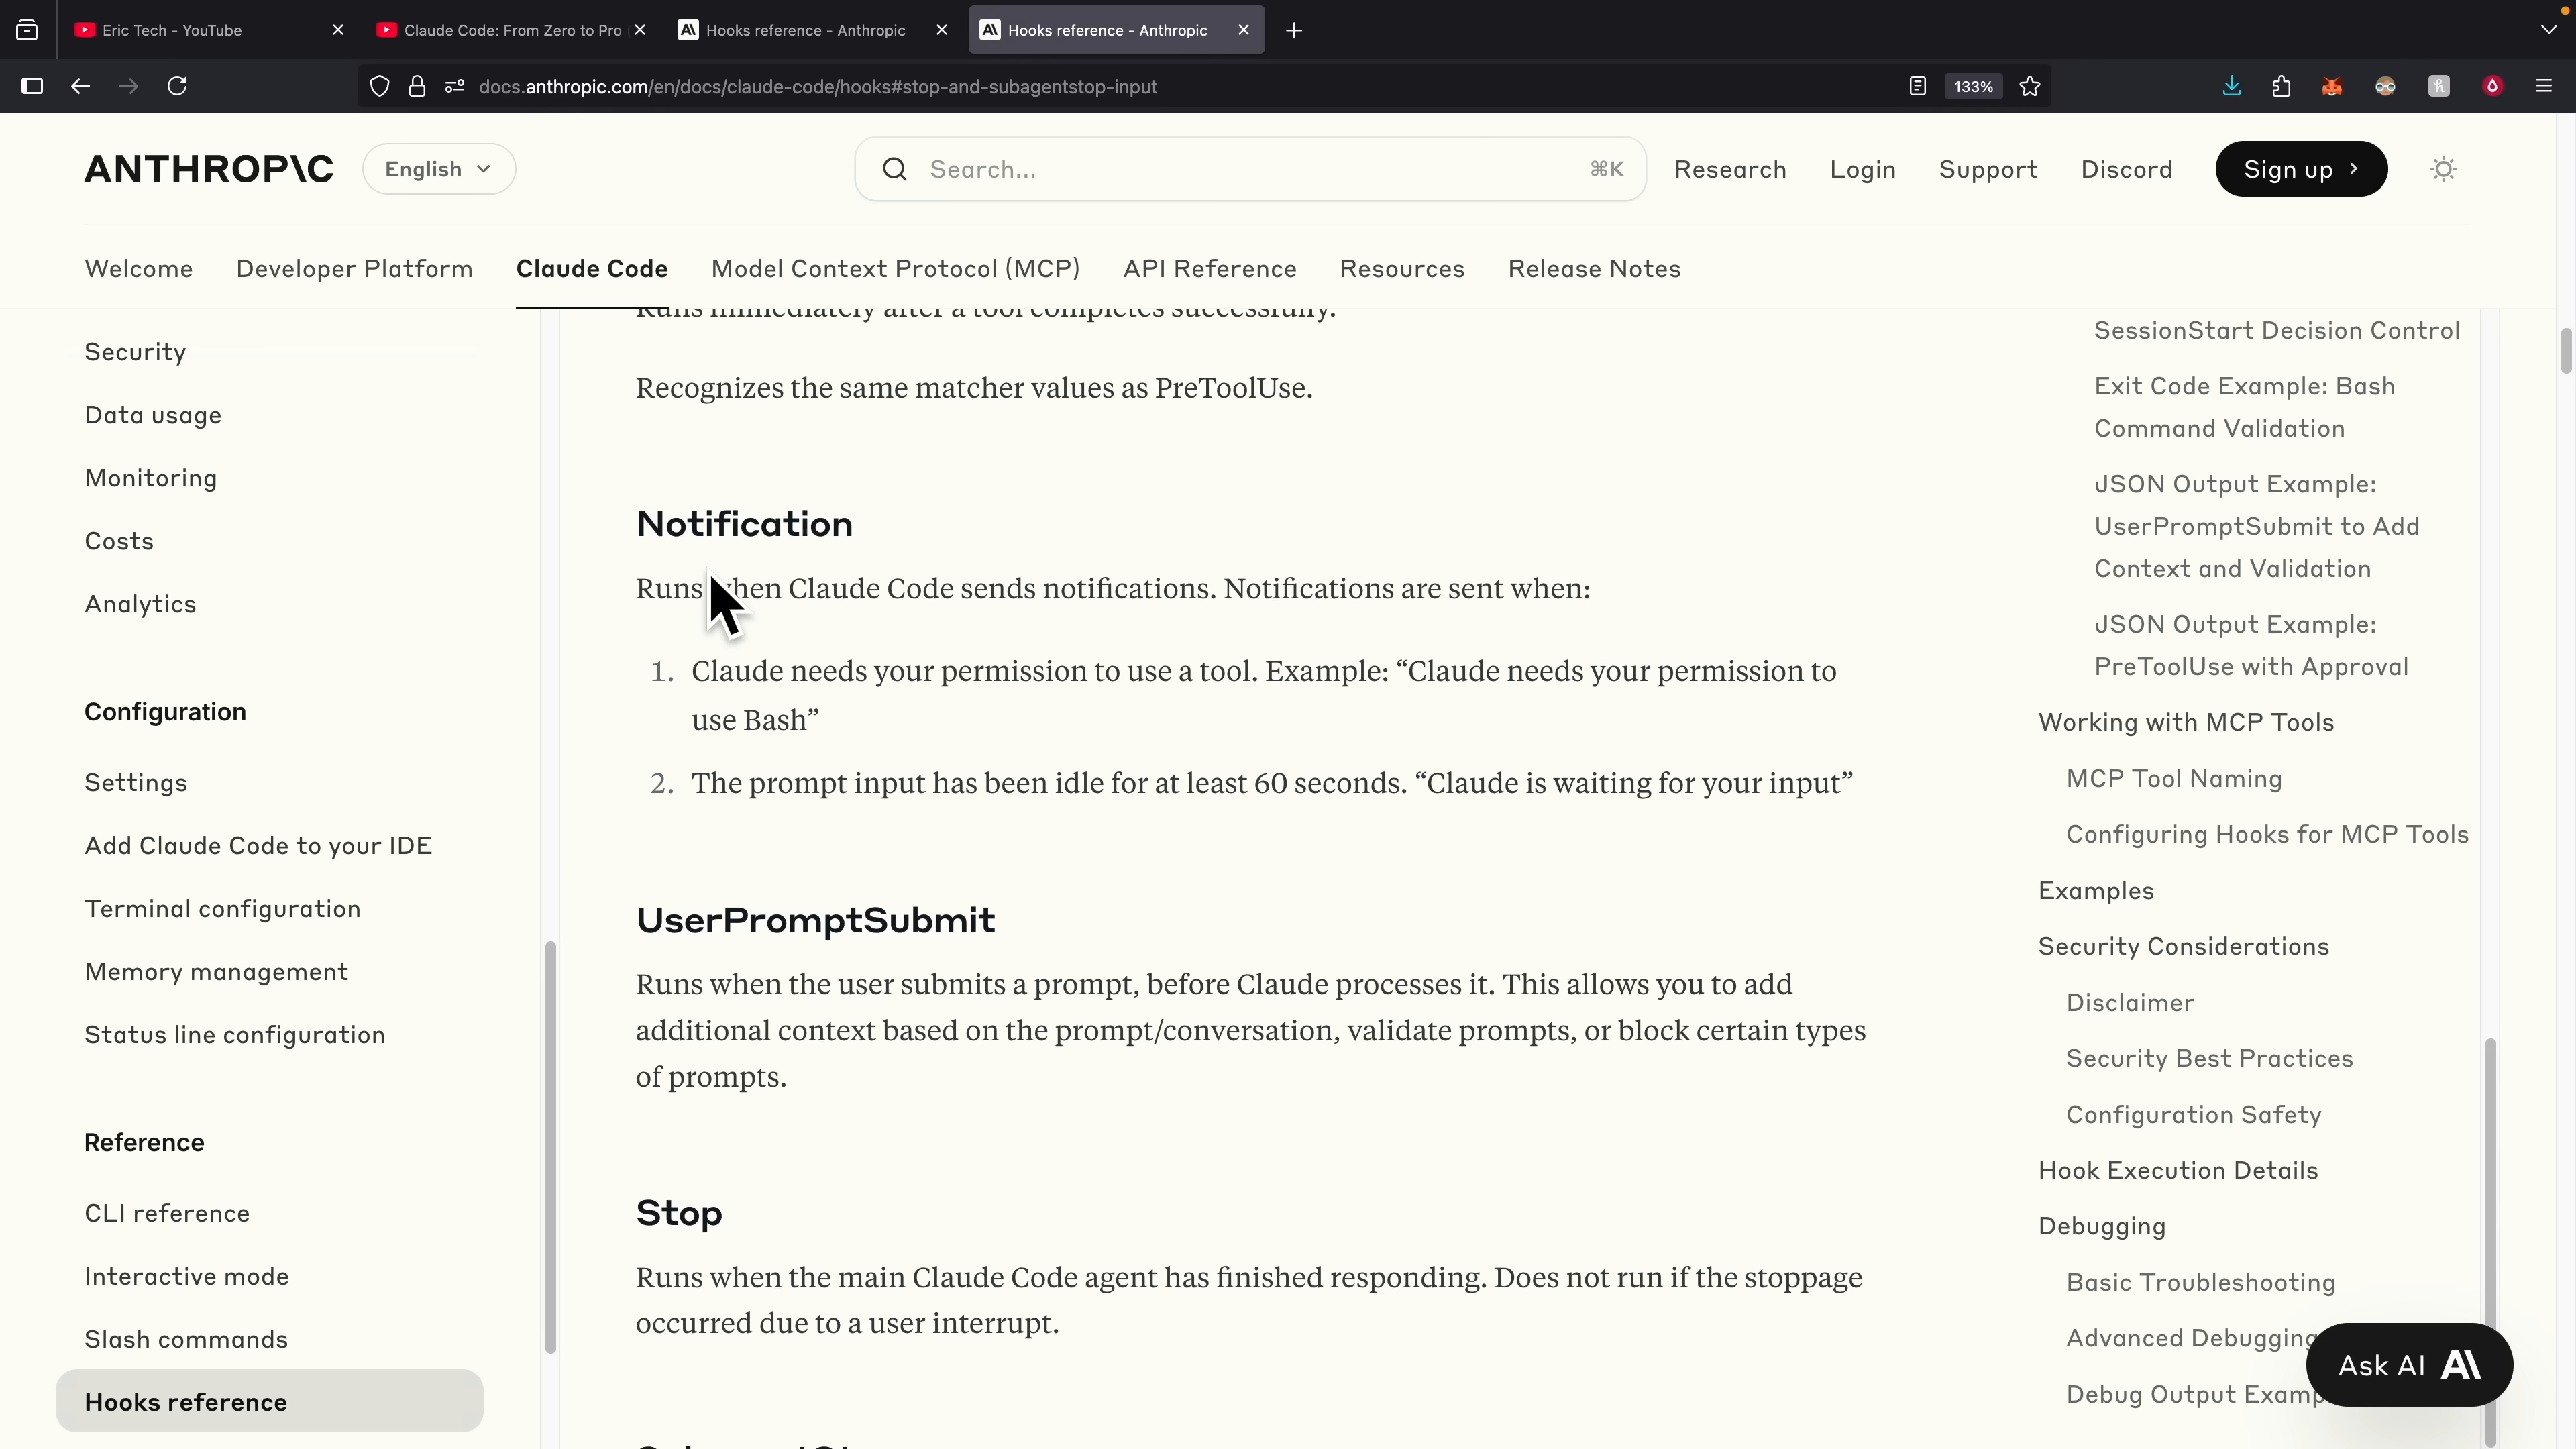 Eric Tech - YouTube
Claude Code: From Zero to Pro
Hooks reference - Anthropic
Hooks reference - Anthropic
docs.anthropic.com/en/docs/claude-code/hooks#stop-and-subagentstop-input
133%
ANTHROP\C
English
Search...
⌘K
Research
Login
Support
Discord
Sign up
Welcome
Developer Platform
Claude Code
Model Context Protocol (MCP)
API Reference
Resources
Release Notes
Security
Data usage
Monitoring
Costs
Analytics
Configuration
Settings
Add Claude Code to your IDE
Terminal configuration
Memory management
Status line configuration
Reference
CLI reference
Interactive mode
Slash commands
Hooks reference
Runs immediately after a tool completes successfully.
Recognizes the same matcher values as PreToolUse.
Notification
Runs when Claude Code sends notifications. Notifications are sent when:
1. Claude needs your permission to use a tool. Example: “Claude needs your permission to
use Bash”
2. The prompt input has been idle for at least 60 seconds. “Claude is waiting for your input”
UserPromptSubmit
Runs when the user submits a prompt, before Claude processes it. This allows you to add
additional context based on the prompt/conversation, validate prompts, or block certain types
of prompts.
Stop
Runs when the main Claude Code agent has finished responding. Does not run if the stoppage
occurred due to a user interrupt.
SessionStart Decision Control
Exit Code Example: Bash
Command Validation
JSON Output Example:
UserPromptSubmit to Add
Context and Validation
JSON Output Example:
PreToolUse with Approval
Working with MCP Tools
MCP Tool Naming
Configuring Hooks for MCP Tools
Examples
Security Considerations
Disclaimer
Security Best Practices
Configuration Safety
Hook Execution Details
Debugging
Basic Troubleshooting
Advanced Debugging
Debug Output
Ask AI